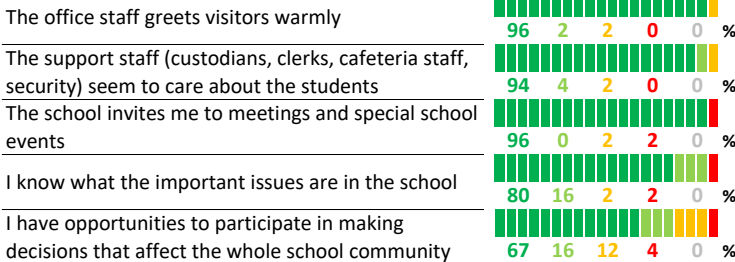 The office staff greets visitors warmly
96 2 2 0 0 %
The support staff (custodians, clerks, cafeteria staff,
security) seem to care about the students
94 4 2 0 0 %
The school invites me to meetings and special school
events
96 0 2 2 0 %
I know what the important issues are in the school
80 16 2 2 0 %
I have opportunities to participate in making
decisions that affect the whole school community
67 16 12 4 0 %